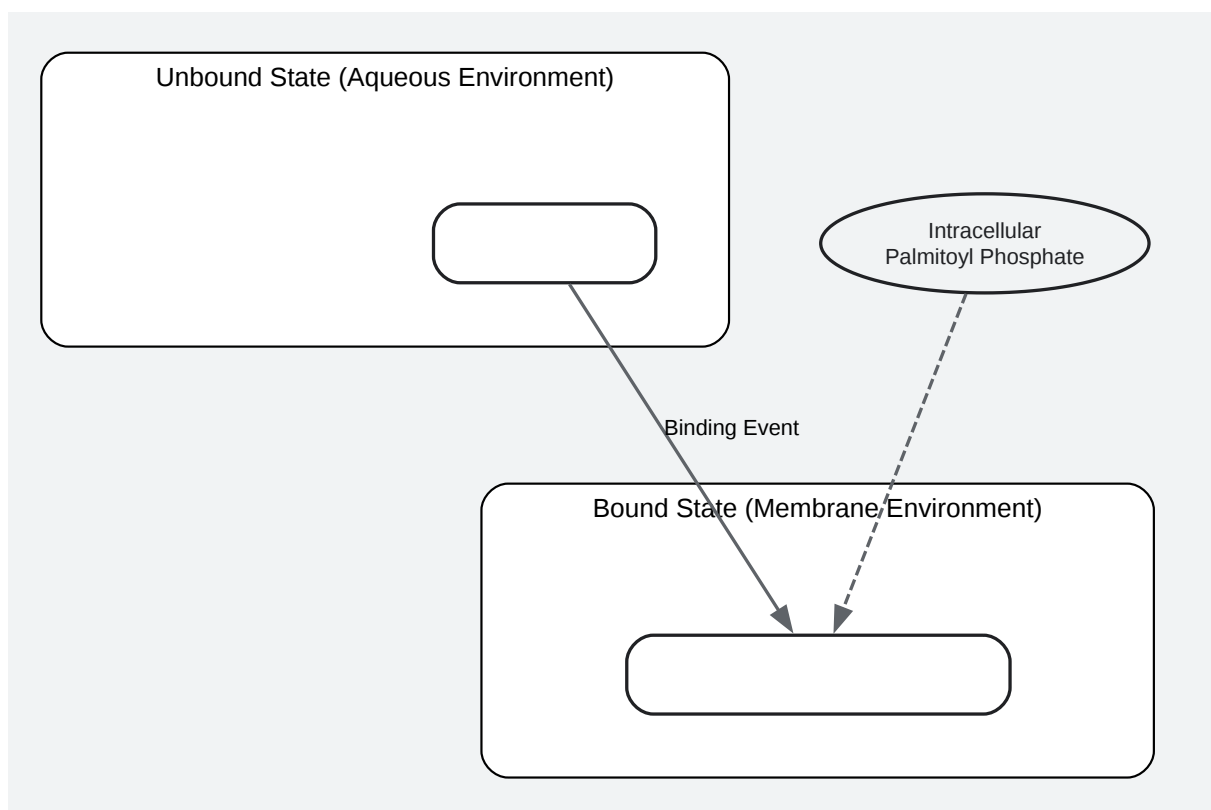 Unbound State (Aqueous Environment)
Intracellular
Palmitoyl Phosphate
Binding Event
Bound State (Membrane Environment)